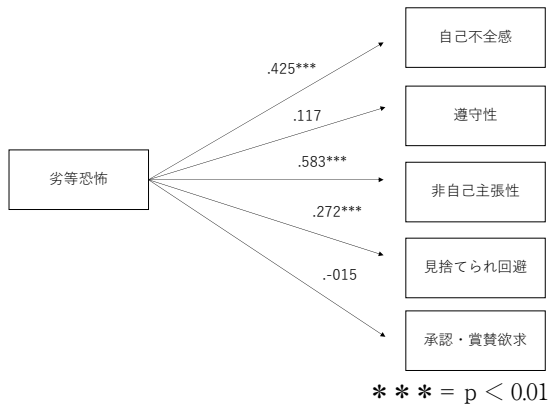 自己不全感
.425***
.117
遵守性
劣等恐怖
.583***
非自己主張性
.272***
見捨てられ回避
.-015
承認・賞賛欲求
＊＊＊= p < 0.01